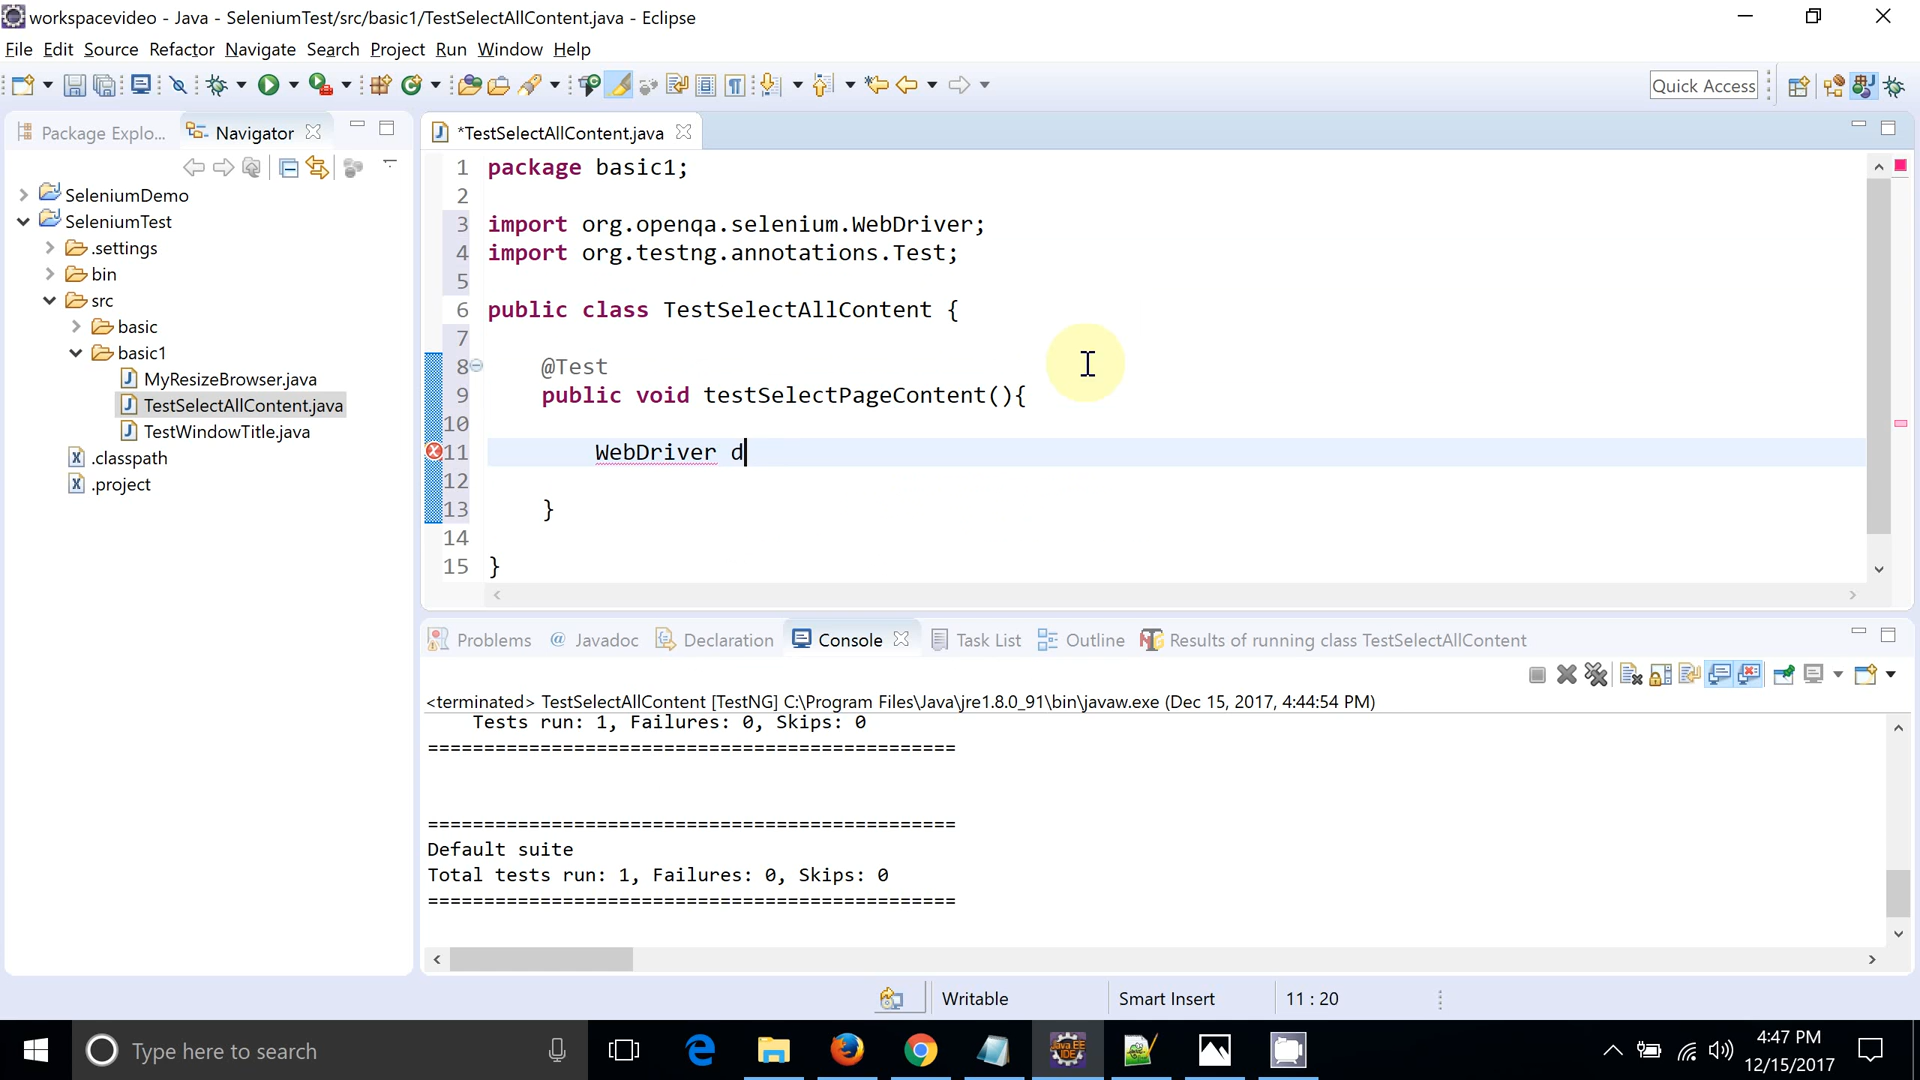 workspacevideo - Java - SeleniumTest/src/basic1/TestSelectAllContent.java - Eclipse
File Edit Source Refactor Navigate Search Project Run Window Help
Quick Access
Package Explo... Navigator
SeleniumDemo
SeleniumTest
.settings
bin
src
basic
basic1
MyResizeBrowser.java
TestSelectAllContent.java
TestWindowTitle.java
.classpath
.project
*TestSelectAllContent.java
1 package basic1;
2
3 import org.openqa.selenium.WebDriver;
4 import org.testng.annotations.Test;
5
6 public class TestSelectAllContent {
7
8 @Test
9 public void testSelectPageContent(){
10
11 WebDriver d
12
13 }
14
15 }
Problems @ Javadoc Declaration Console Task List Outline Results of running class TestSelectAllContent
<terminated> TestSelectAllContent [TestNG] C:\Program Files\Java\jre1.8.0_91\bin\javaw.exe (Dec 15, 2017, 4:44:54 PM)
Tests run: 1, Failures: 0, Skips: 0
===============================================
===============================================
Default suite
Total tests run: 1, Failures: 0, Skips: 0
===============================================
Writable Smart Insert 11 : 20
Type here to search
Java EE
IDE
4:47 PM
12/15/2017